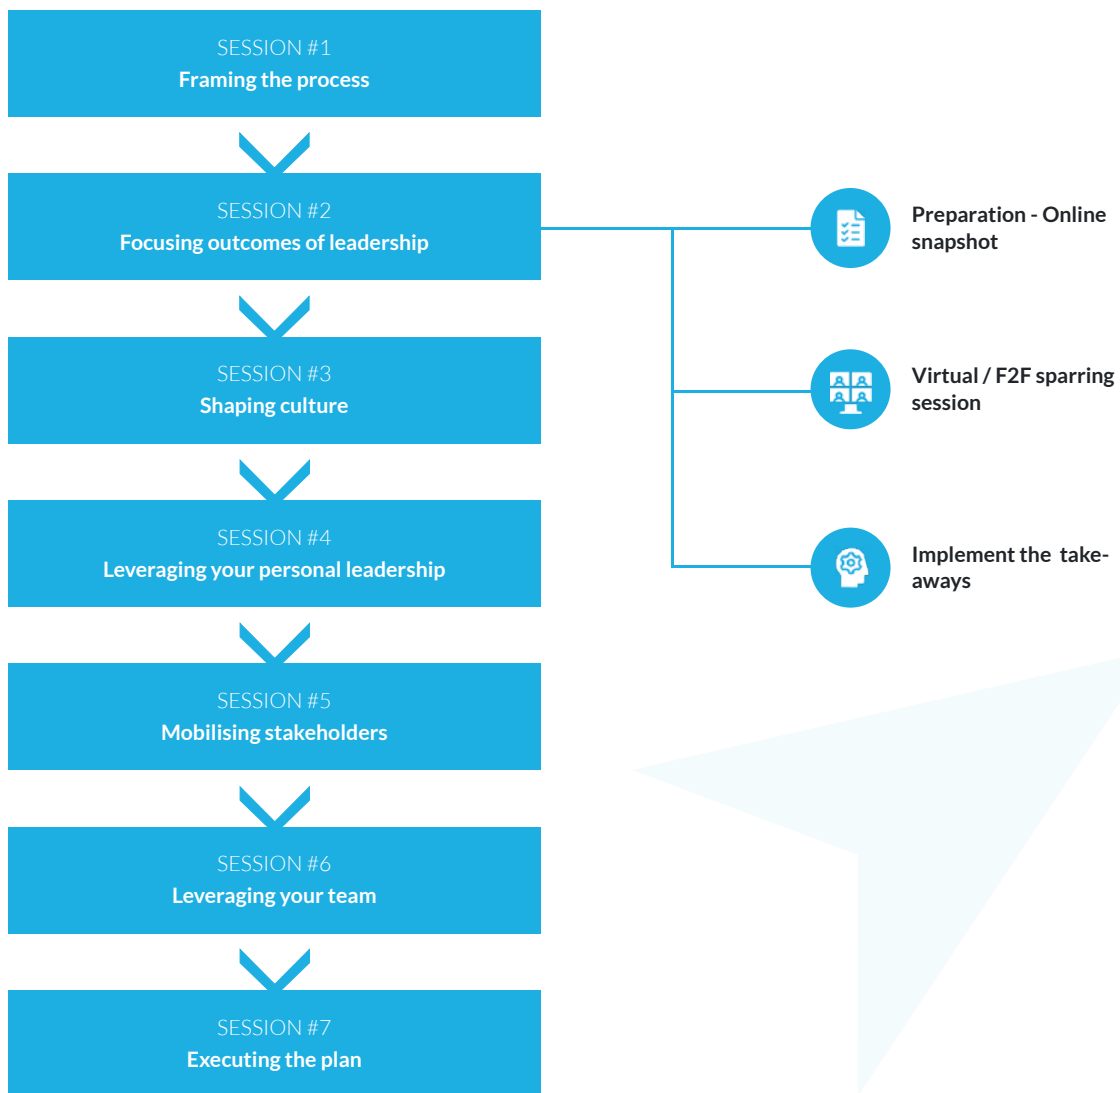 SESSION #1
Framing the process
SESSION #2
Focusing outcomes of leadership
Preparation - Online
snapshot
SESSION #3
Shaping culture
Virtual / F2F sparring
session
SESSION #4
Leveraging your personal leadership
Implement the  take-
aways
SESSION #5
Mobilising stakeholders
SESSION #6
Leveraging your team
SESSION #7
Executing the plan